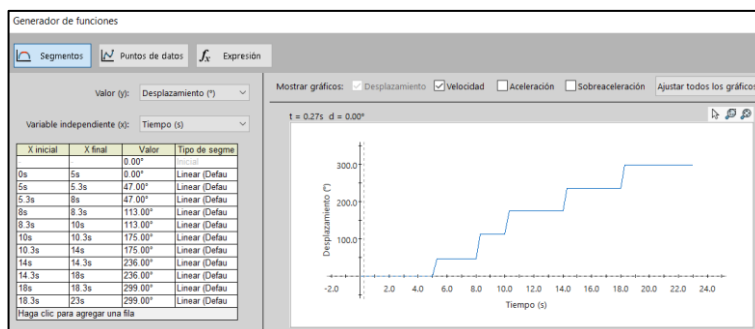 Generador de funciones
Segmentos
Puntos de datos
fx Expresión
Valor (y): Desplazamiento (°)
Variable independiente (x): Tiempo (s)
X inicial X final Valor Tipo de segme
- - 0.00° Inicial
0s 5s 0.00° Linear (Defau
5s 5.3s 47.00° Linear (Defau
5.3s 8s 47.00° Linear (Defau
8s 8.3s 113.00° Linear (Defau
8.3s 10s 113.00° Linear (Defau
10s 10.3s 175.00° Linear (Defau
10.3s 14s 175.00° Linear (Defau
14s 14.3s 236.00° Linear (Defau
14.3s 18s 236.00° Linear (Defau
18s 18.3s 299.00° Linear (Defau
18.3s 23s 299.00° Linear (Defau
Haga clic para agregar una fila
Mostrar gráficos: Desplazamiento Velocidad Aceleración Sobreaceleración Ajustar todos los gráficos
t = 0.27s d = 0.00°
Desplazamiento (°)
300.0
200.0
100.0
-2.0 0.0 2.0 4.0 6.0 8.0 10.0 12.0 14.0 16.0 18.0 20.0 22.0 24.0
Tiempo (s)